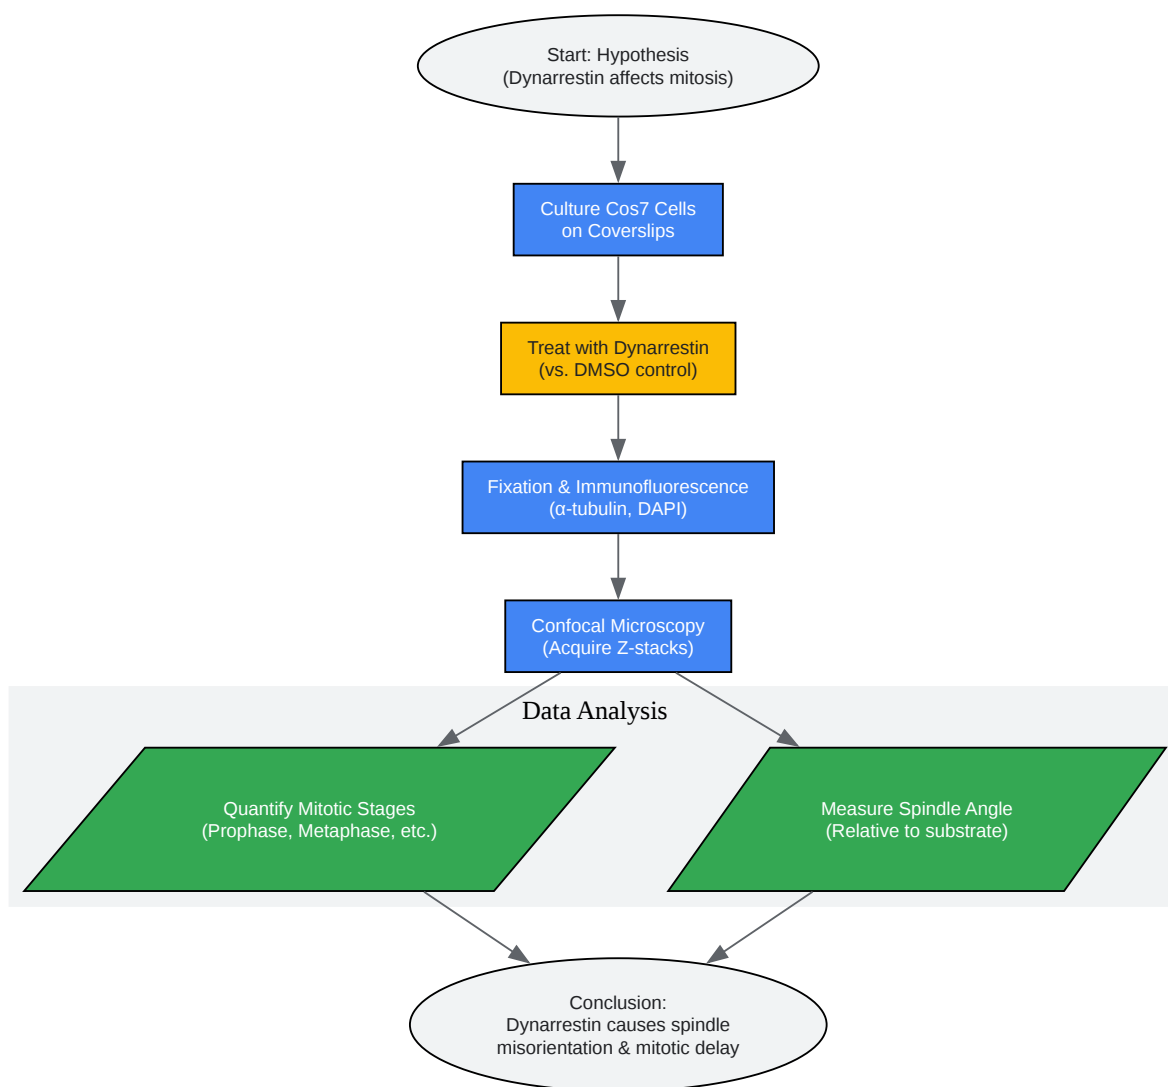 Start: Hypothesis
(Dynarrestin affects mitosis)
Culture Cos7 Cells
on Coverslips
Treat with Dynarrestin
(vs. DMSO control)
Fixation & Immunofluorescence
(α-tubulin, DAPI)
Confocal Microscopy
(Acquire Z-stacks)
Data Analysis
Quantify Mitotic Stages
(Prophase, Metaphase, etc.)
Measure Spindle Angle
(Relative to substrate)
Conclusion:
Dynarrestin causes spindle
misorientation & mitotic delay